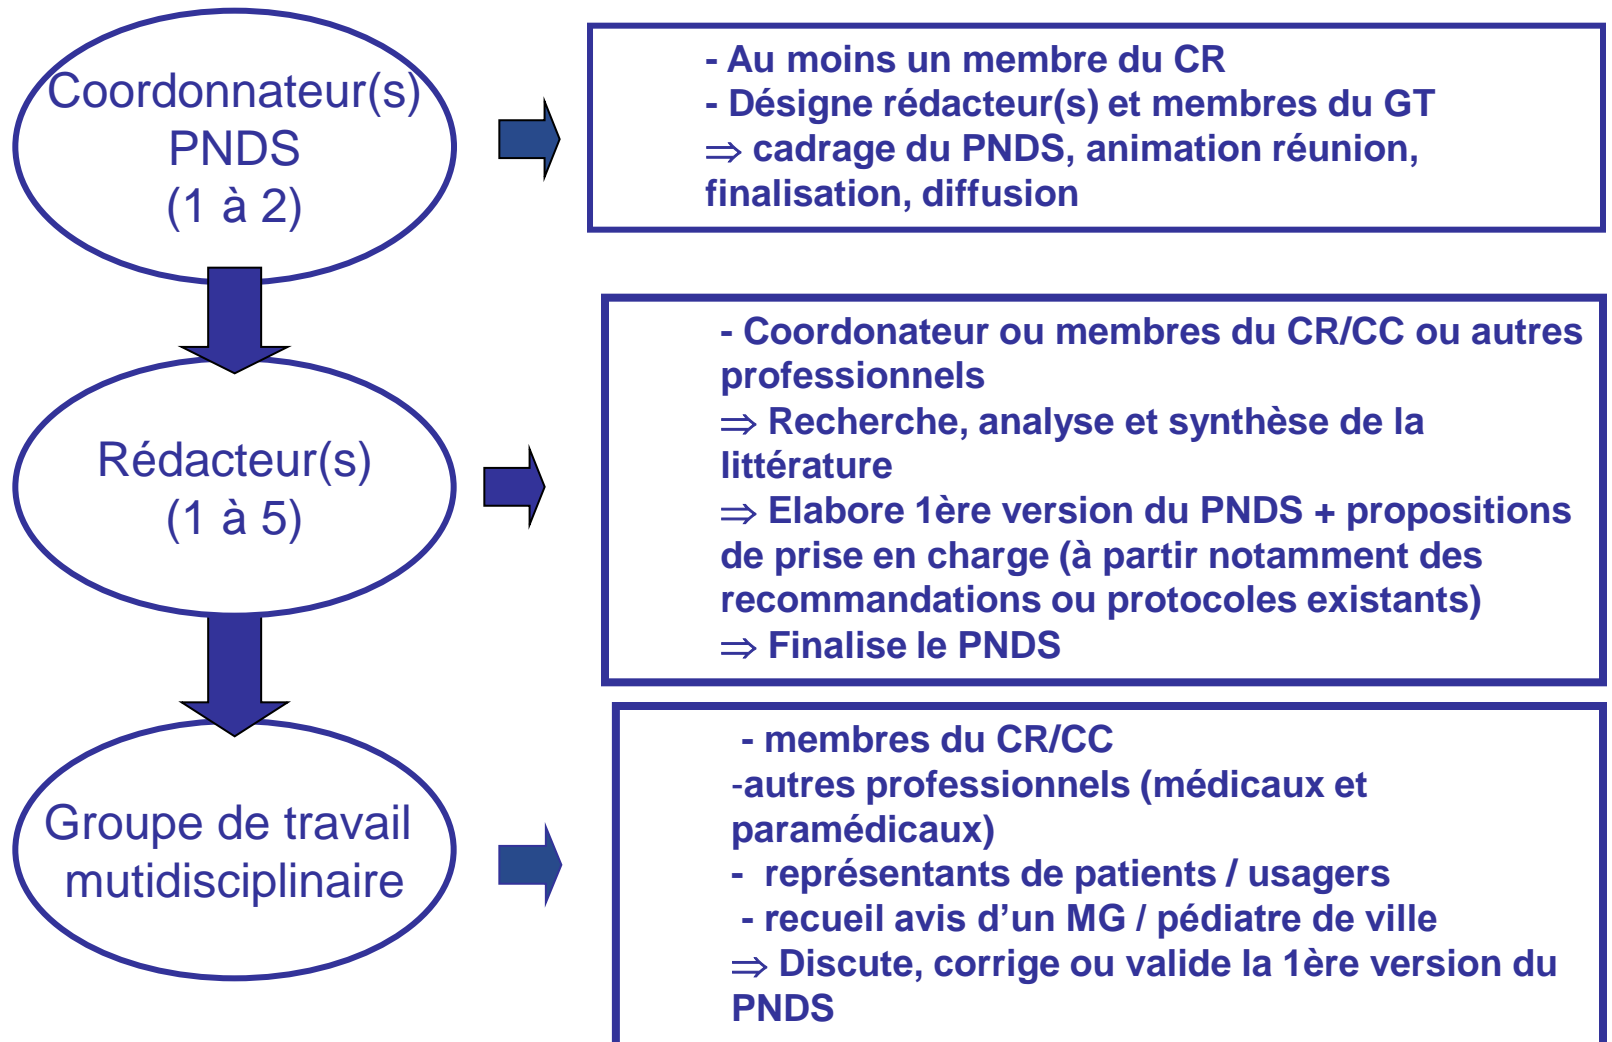 Coordonnateur(s)
PNDS
(1 à 2)
- Au moins un membre du CR
- Désigne rédacteur(s) et membres du GT
⇒ cadrage du PNDS, animation réunion,
finalisation, diffusion
Rédacteur(s)
(1 à 5)
- Coordonateur ou membres du CR/CC ou autres
professionnels
⇒ Recherche, analyse et synthèse de la
littérature
⇒ Elabore 1ère version du PNDS + propositions
de prise en charge (à partir notamment des
recommandations ou protocoles existants)
⇒ Finalise le PNDS
Groupe de travail
mutidisciplinaire
- membres du CR/CC
-autres professionnels (médicaux et
paramédicaux)
- représentants de patients / usagers
- recueil avis d’un MG / pédiatre de ville
⇒ Discute, corrige ou valide la 1ère version du
PNDS